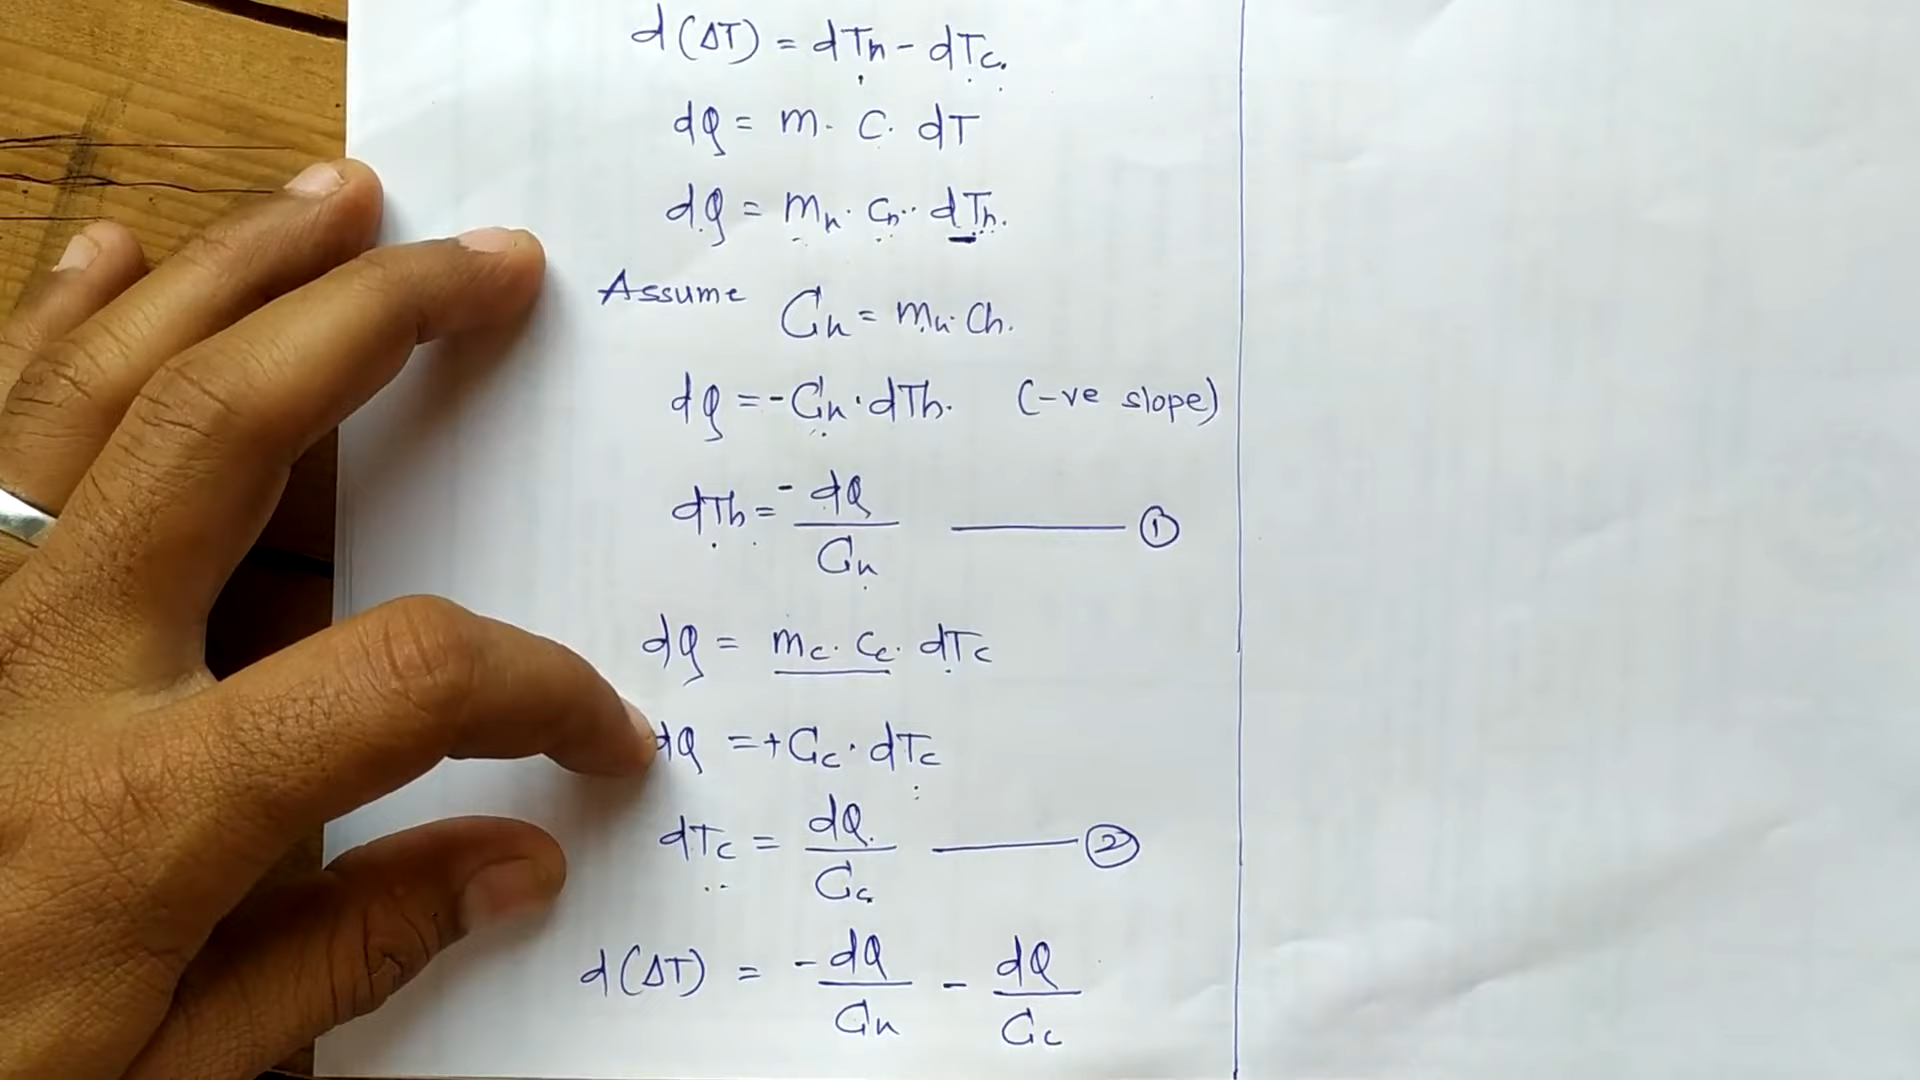 d(ΔT) = dTh - dTc.
dQ = m. C. dT
dQ = mh. Ch. dTh.
Assume Ch = mh. Ch.
dQ = - Ch. dTh. (-ve slope)
dTh = -dQ/Ch ——— ①
dQ = mc. Cc. dTc
dQ = + Cc. dTc
dTc = dQ/Cc ——— ②
d(ΔT) = -dQ/Ch - dQ/Cc